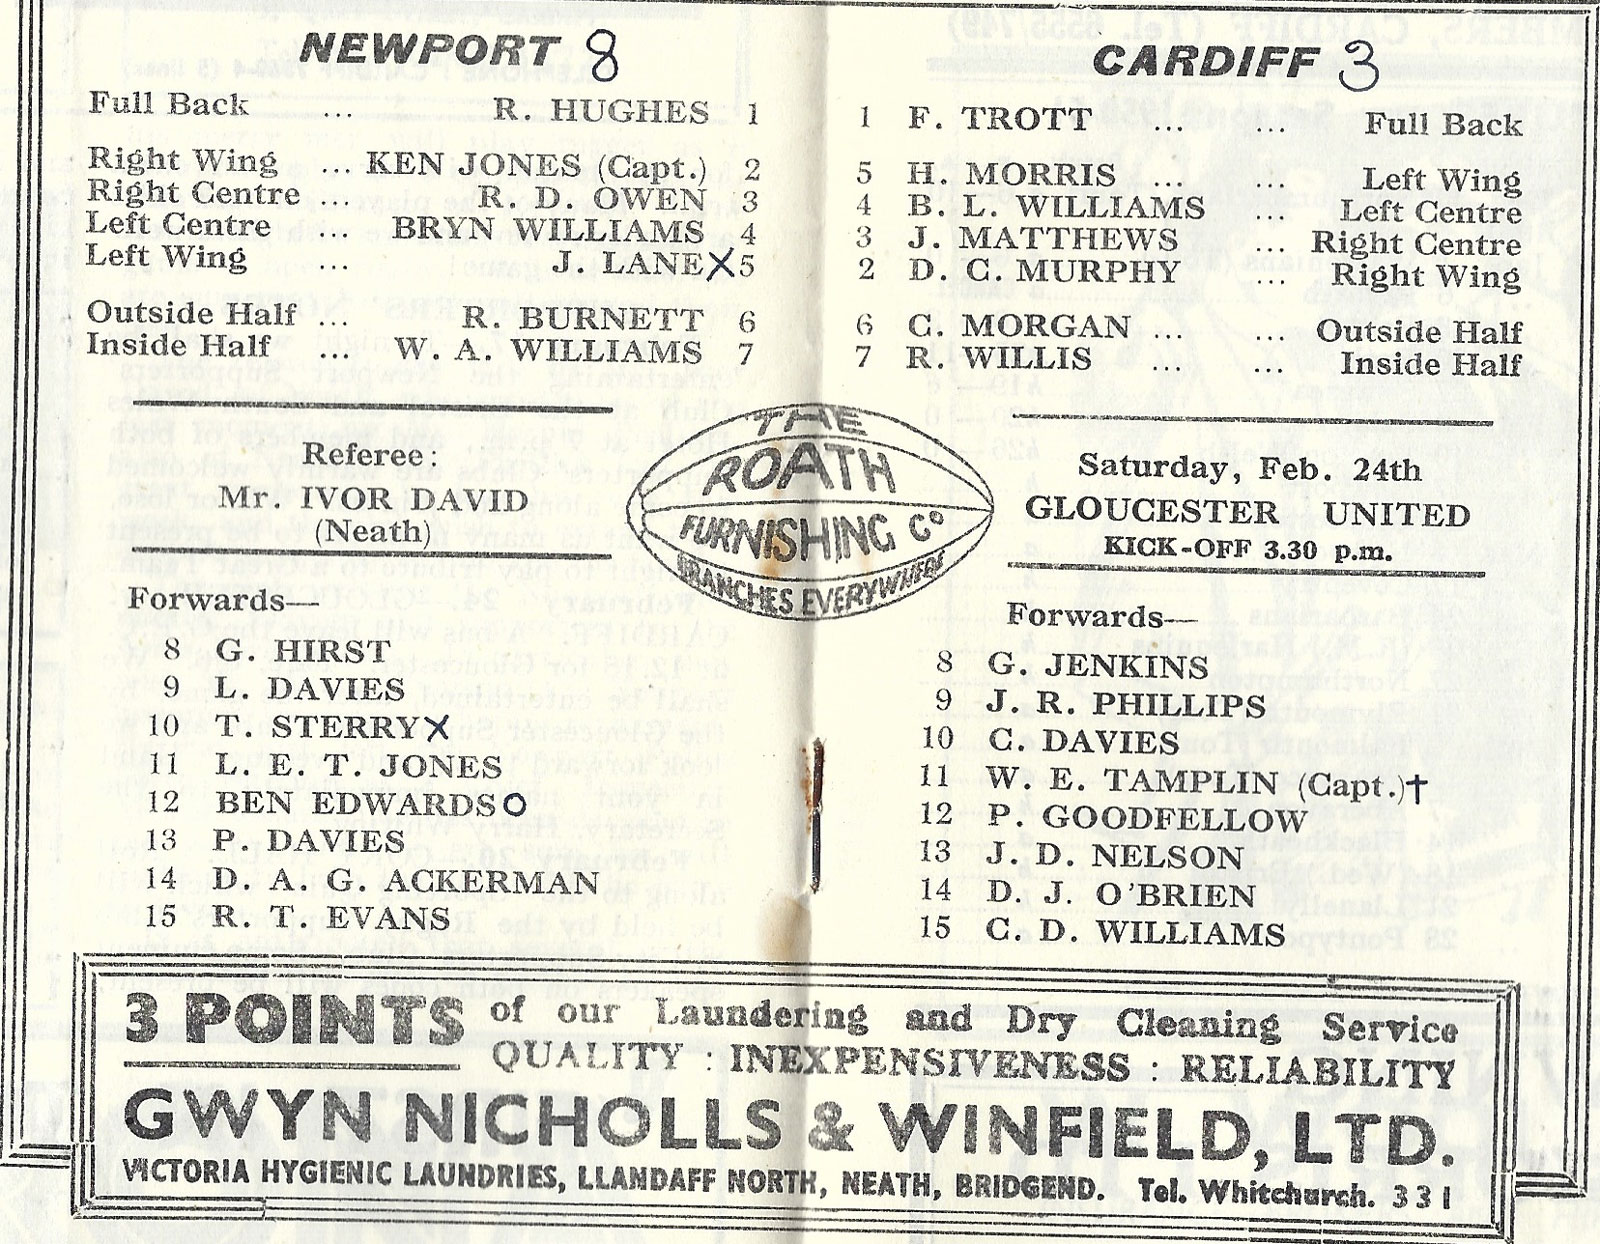 NEWPORT 8
Full Back ... R. HUGHES 1
Right Wing ... KEN JONES (Capt.) 2
Right Centre ... R. D. OWEN 3
Left Centre ... BRYN WILLIAMS 4
Left Wing ... J. LANE X 5
Outside Half ... R. BURNETT 6
Inside Half ... W. A. WILLIAMS 7
Referee:
Mr. IVOR DAVID
(Neath)
Forwards—
8 G. HIRST
9 L. DAVIES
10 T. STERRY X
11 L. E. T. JONES
12 BEN EDWARDS O
13 P. DAVIES
14 D. A. G. ACKERMAN
15 R. T. EVANS
THE
ROATH
FURNISHING Co
BRANCHES EVERYWHERE
CARDIFF 3
1 F. TROTT ... ... Full Back
5 H. MORRIS ... ... Left Wing
4 B. L. WILLIAMS ... Left Centre
3 J. MATTHEWS ... Right Centre
2 D. C. MURPHY ... Right Wing
6 C. MORGAN ... ... Outside Half
7 R. WILLIS ... ... Inside Half
Saturday, Feb. 24th
GLOUCESTER UNITED
KICK-OFF 3.30 p.m.
Forwards—
8 G. JENKINS
9 J. R. PHILLIPS
10 C. DAVIES
11 W. E. TAMPLIN (Capt.) †
12 P. GOODFELLOW
13 J. D. NELSON
14 D. J. O'BRIEN
15 C. D. WILLIAMS
3 POINTS of our Laundering and Dry Cleaning Service
QUALITY : INEXPENSIVENESS : RELIABILITY
GWYN NICHOLLS & WINFIELD, LTD.
VICTORIA HYGIENIC LAUNDRIES, LLANDAFF NORTH, NEATH, BRIDGEND. Tel. Whitchurch. 331